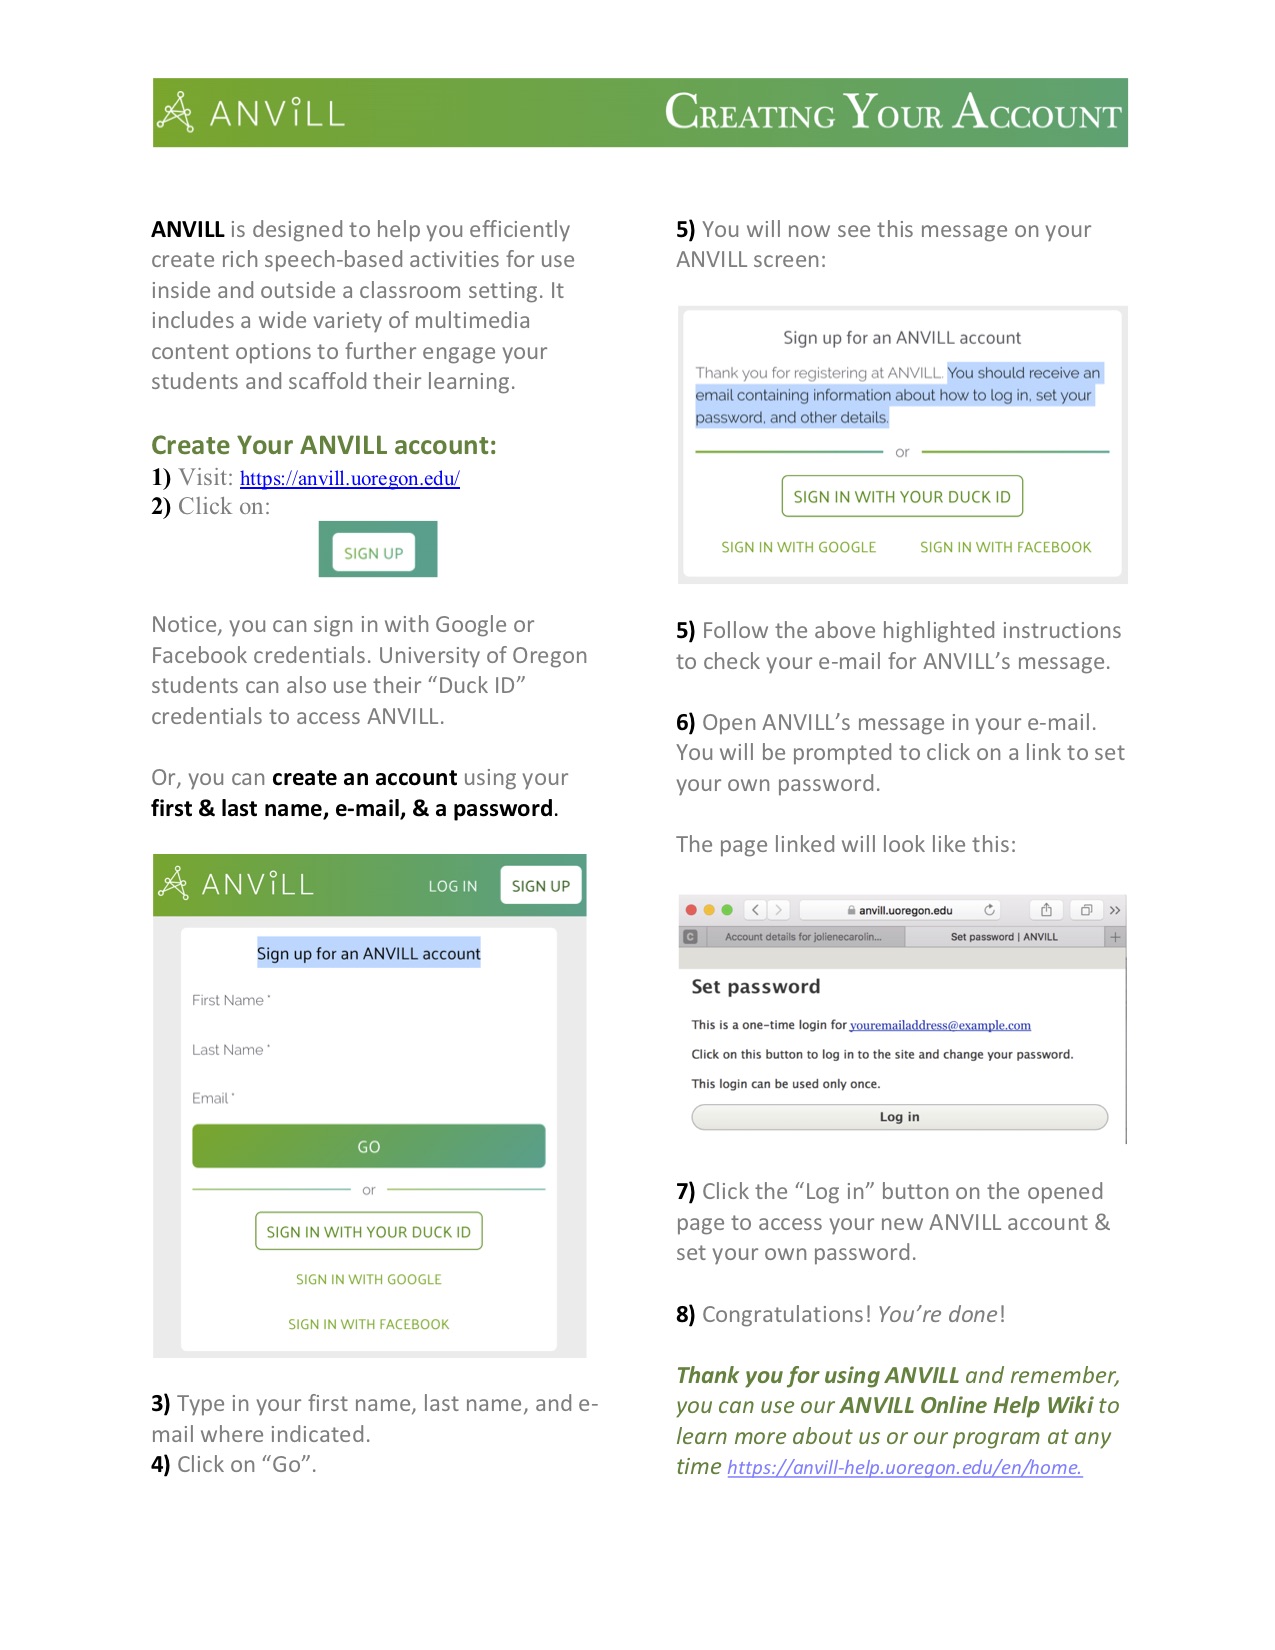 ANViLL
CREATING YOUR ACCOUNT
ANVILL is designed to help you efficiently
create rich speech-based activities for use
inside and outside a classroom setting. It
includes a wide variety of multimedia
content options to further engage your
students and scaffold their learning.
Create Your ANVILL account:
1) Visit: https://anvill.uoregon.edu/
2) Click on:
SIGN UP
Notice, you can sign in with Google or
Facebook credentials. University of Oregon
students can also use their “Duck ID”
credentials to access ANVILL.
Or, you can create an account using your
first & last name, e-mail, & a password.
ANViLL
LOG IN
SIGN UP
Sign up for an ANVILL account
First Name *
Last Name *
Email *
GO
or
SIGN IN WITH YOUR DUCK ID
SIGN IN WITH GOOGLE
SIGN IN WITH FACEBOOK
3) Type in your first name, last name, and e-
mail where indicated.
4) Click on “Go”.
5) You will now see this message on your
ANVILL screen:
Sign up for an ANVILL account
Thank you for registering at ANVILL. You should receive an
email containing information about how to log in, set your
password, and other details.
or
SIGN IN WITH YOUR DUCK ID
SIGN IN WITH GOOGLE
SIGN IN WITH FACEBOOK
5) Follow the above highlighted instructions
to check your e-mail for ANVILL’s message.
6) Open ANVILL’s message in your e-mail.
You will be prompted to click on a link to set
your own password.
The page linked will look like this:
anvill.uoregon.edu
C
Account details for jolienecarolin...
Set password | ANVILL
Set password
This is a one-time login for youremailaddress@example.com
Click on this button to log in to the site and change your password.
This login can be used only once.
Log in
7) Click the “Log in” button on the opened
page to access your new ANVILL account &
set your own password.
8) Congratulations! You’re done!
Thank you for using ANVILL and remember,
you can use our ANVILL Online Help Wiki to
learn more about us or our program at any
time https://anvill-help.uoregon.edu/en/home.